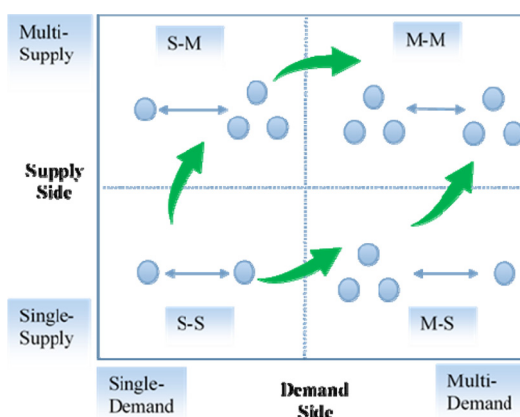 Multi-
Supply
S-M
M-M
Supply
Side
Single-
Supply
S-S
M-S
Single-
Demand
Demand
Side
Multi-
Demand